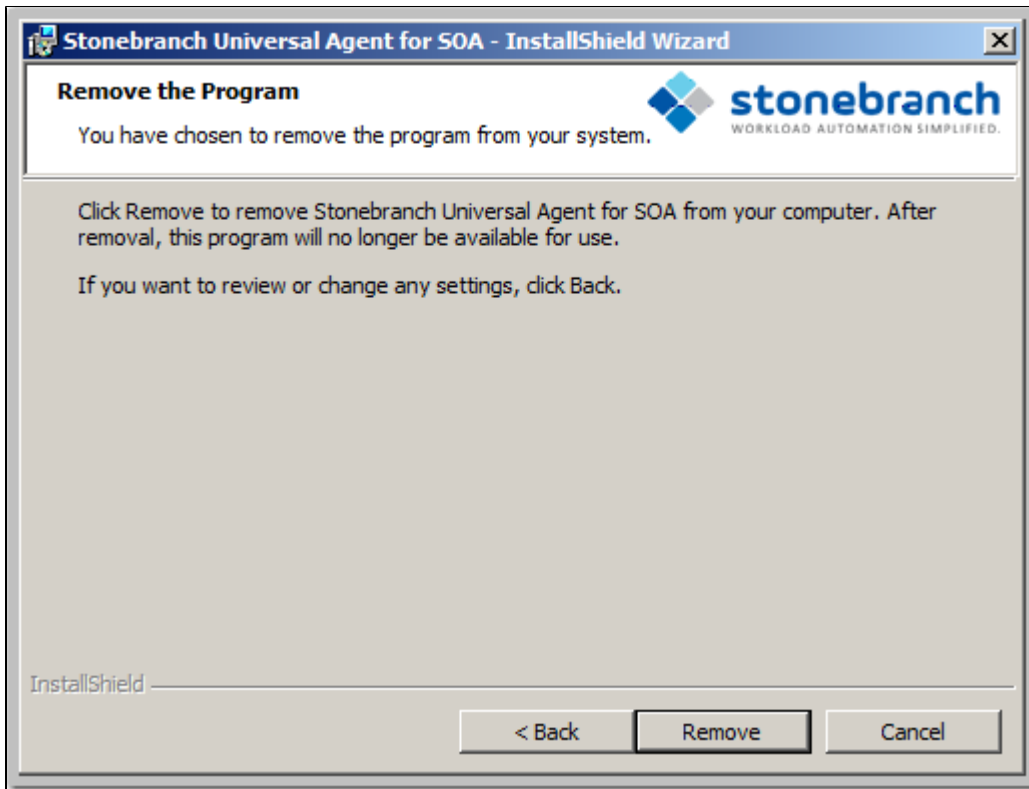 Stonebranch Universal Agent for SOA - InstallShield Wizard
Remove the Program
You have chosen to remove the program from your system.
stonebranch
WORKLOAD AUTOMATION SIMPLIFIED.
Click Remove to remove Stonebranch Universal Agent for SOA from your computer. After
removal, this program will no longer be available for use.
If you want to review or change any settings, click Back.
InstallShield
< Back
Remove
Cancel